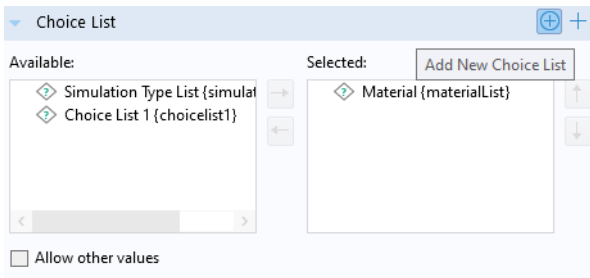 Choice List
Available:
Selected:
Add New Choice List
Simulation Type List {simulat
Choice List 1 {choicelist1}
Material {materialList}
Allow other values